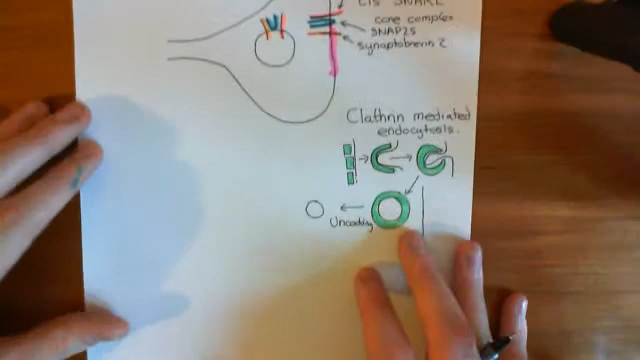 cis SNARE
core complex
SNAP25
synaptobrevin 2
Clathrin mediated
endocytosis.
Uncoating